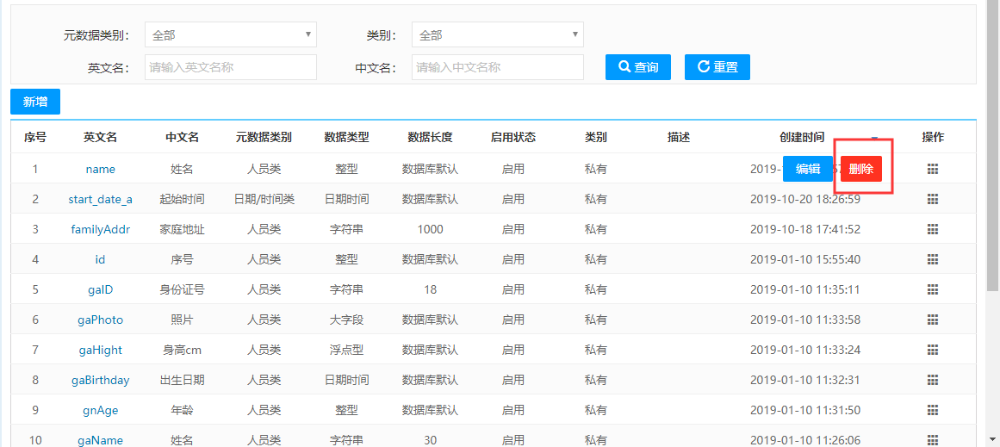 元数据类别： 全部 类别： 全部
英文名： 请输入英文名称 中文名： 请输入中文名称 查询 重置
新增
序号 英文名 中文名 元数据类别 数据类型 数据长度 启用状态 类别 描述 创建时间 操作
1 name 姓名 人员类 整型 数据库默认 启用 私有 2019- 编辑 删除
2 start_date_a 起始时间 日期/时间类 日期时间 数据库默认 启用 私有 2019-10-20 18:26:59
3 familyAddr 家庭地址 人员类 字符串 1000 启用 私有 2019-10-18 17:41:52
4 id 序号 人员类 整型 数据库默认 启用 私有 2019-01-10 15:55:40
5 gaID 身份证号 人员类 字符串 18 启用 私有 2019-01-10 11:35:11
6 gaPhoto 照片 人员类 大字段 数据库默认 启用 私有 2019-01-10 11:33:58
7 gaHight 身高cm 人员类 浮点型 数据库默认 启用 私有 2019-01-10 11:33:24
8 gaBirthday 出生日期 人员类 日期时间 数据库默认 启用 私有 2019-01-10 11:32:31
9 gnAge 年龄 人员类 整型 数据库默认 启用 私有 2019-01-10 11:31:50
10 gaName 姓名 人员类 字符串 30 启用 私有 2019-01-10 11:26:06